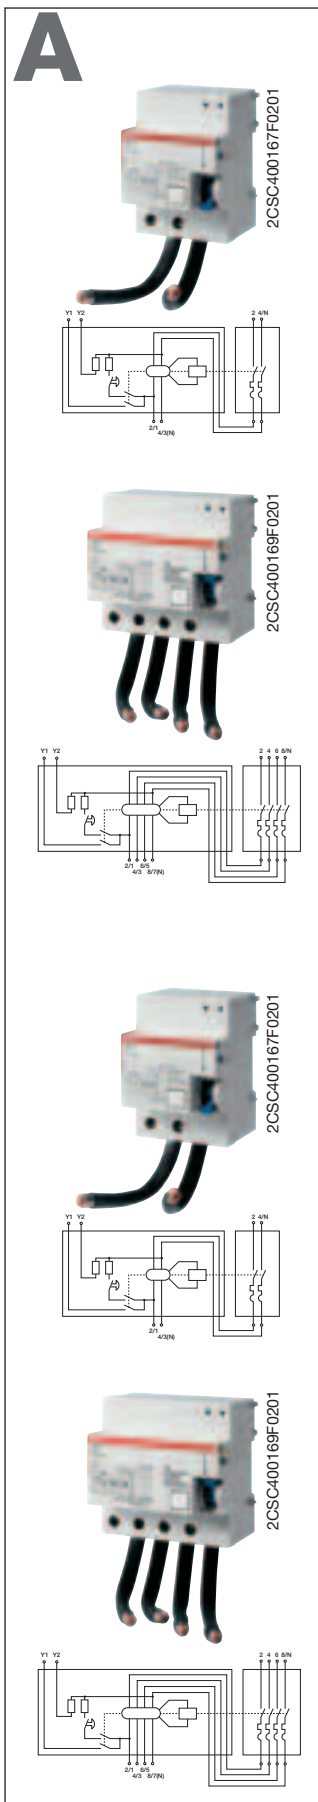 A
2CSC400167F0201
Y1 Y2 2 4/N
2/1
4/3(N)
2CSC400169F0201
Y1 Y2 2 4 6 8/N
2/1 6/5
4/3 8/7(N)
2CSC400167F0201
Y1 Y2 2 4/N
2/1
4/3(N)
2CSC400169F0201
Y1 Y2 2 4 6 8/N
2/1 6/5
4/3 8/7(N)